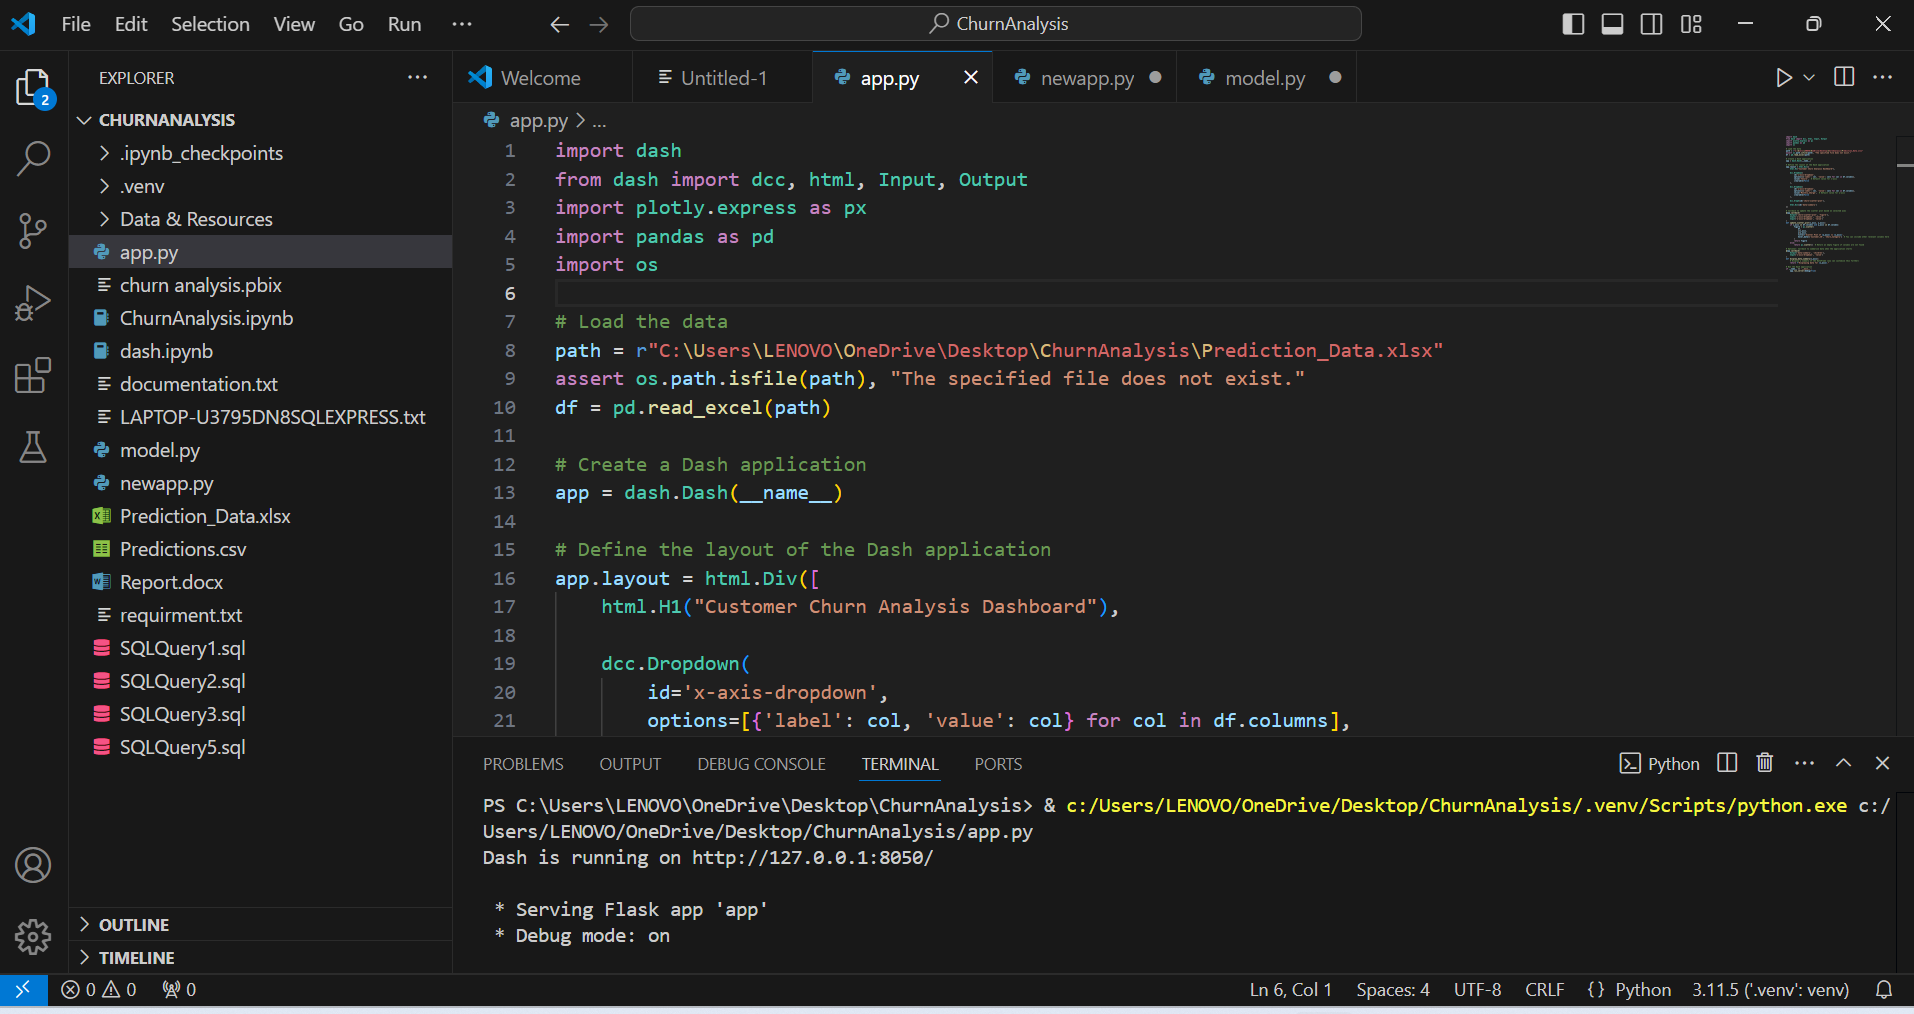 File Edit Selection View Go Run ...
ChurnAnalysis
EXPLORER
2
CHURNANALYSIS
.ipynb_checkpoints
.venv
Data & Resources
app.py
churn analysis.pbix
ChurnAnalysis.ipynb
dash.ipynb
documentation.txt
LAPTOP-U3795DN8SQLEXPRESS.txt
model.py
newapp.py
Prediction_Data.xlsx
Predictions.csv
Report.docx
requirment.txt
SQLQuery1.sql
SQLQuery2.sql
SQLQuery3.sql
SQLQuery5.sql
OUTLINE
TIMELINE
Welcome Untitled-1 app.py newapp.py model.py
app.py > ...
1 import dash
2 from dash import dcc, html, Input, Output
3 import plotly.express as px
4 import pandas as pd
5 import os
6
7 # Load the data
8 path = r"C:\Users\LENOVO\OneDrive\Desktop\ChurnAnalysis\Prediction_Data.xlsx"
9 assert os.path.isfile(path), "The specified file does not exist."
10 df = pd.read_excel(path)
11
12 # Create a Dash application
13 app = dash.Dash(__name__)
14
15 # Define the layout of the Dash application
16 app.layout = html.Div([
17 html.H1("Customer Churn Analysis Dashboard"),
18
19 dcc.Dropdown(
20 id='x-axis-dropdown',
21 options=[{'label': col, 'value': col} for col in df.columns],
PROBLEMS OUTPUT DEBUG CONSOLE TERMINAL PORTS Python
PS C:\Users\LENOVO\OneDrive\Desktop\ChurnAnalysis> & c:/Users/LENOVO/OneDrive/Desktop/ChurnAnalysis/.venv/Scripts/python.exe c:/
Users/LENOVO/OneDrive/Desktop/ChurnAnalysis/app.py
Dash is running on http://127.0.0.1:8050/
* Serving Flask app 'app'
* Debug mode: on
0 0 0 Ln 6, Col 1 Spaces: 4 UTF-8 CRLF {} Python 3.11.5 ('.venv': venv)